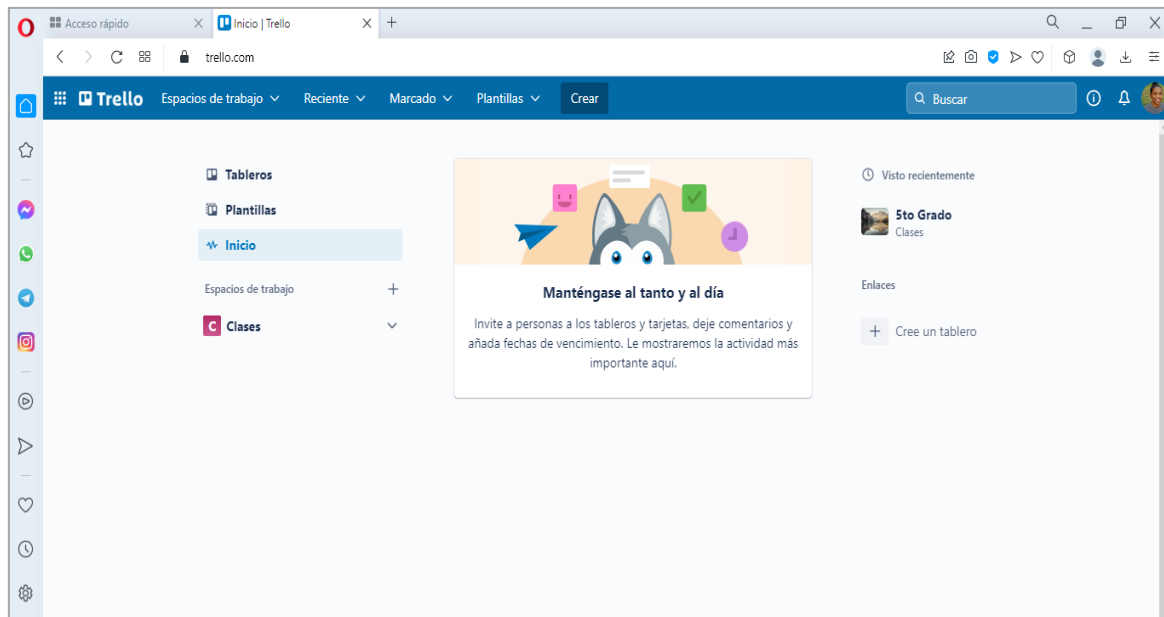 Acceso rápido
Inicio | Trello
trello.com
Trello
Espacios de trabajo
Reciente
Marcado
Plantillas
Crear
Buscar
Tableros
Plantillas
Inicio
Espacios de trabajo
C Clases
Manténgase al tanto y al día
Invite a personas a los tableros y tarjetas, deje comentarios y
añada fechas de vencimiento. Le mostraremos la actividad más
importante aquí.
Visto recientemente
5to Grado
Clases
Enlaces
Cree un tablero